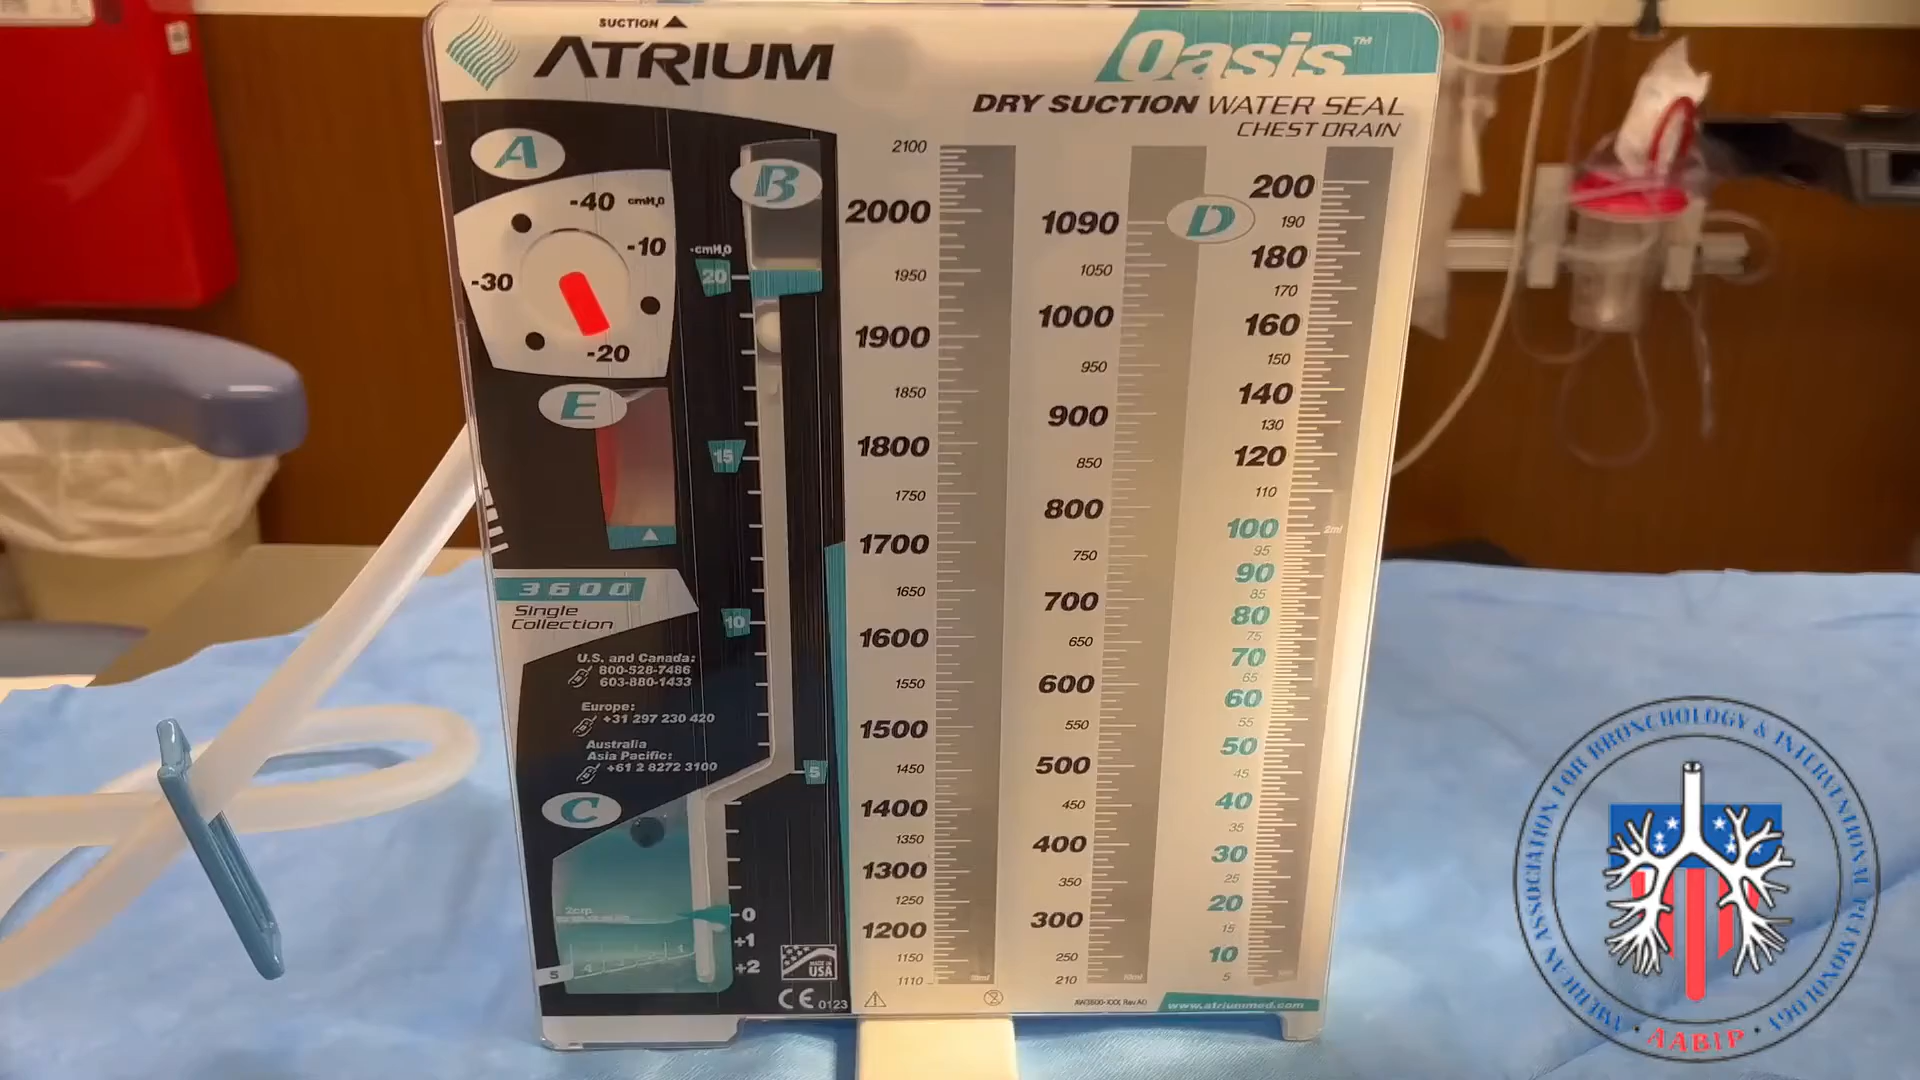 SUCTION
ATRIUM
Oasis™
DRY SUCTION WATER SEAL
CHEST DRAIN
A
-40 cmH₂O
-10
-30
-20
B
-cmH₂O
20
15
10
5
E
3600
Single
Collection
U.S. and Canada:
800-528-7486
603-880-1433
Europe:
+31 297 230 420
Australia
Asia Pacific:
+61 2 8272 3100
C
2cm
5 4
-0
+1
+2
MADE IN
USA
CE 0123
2100
2000
1950
1900
1850
1800
1750
1700
1650
1600
1550
1500
1450
1400
1350
1300
1250
1200
1150
1110
1090
1050
1000
950
900
850
800
750
700
650
600
550
500
450
400
350
300
250
210
D
200
190
180
170
160
150
140
130
120
110
100
2ml
95
90
85
80
75
70
65
60
55
50
45
40
35
30
25
20
15
10
5
www.atriummed.com
AMERICAN ASSOCIATION FOR BRONCHOLOGY & INTERVENTIONAL PULMONOLOGY
AABIP